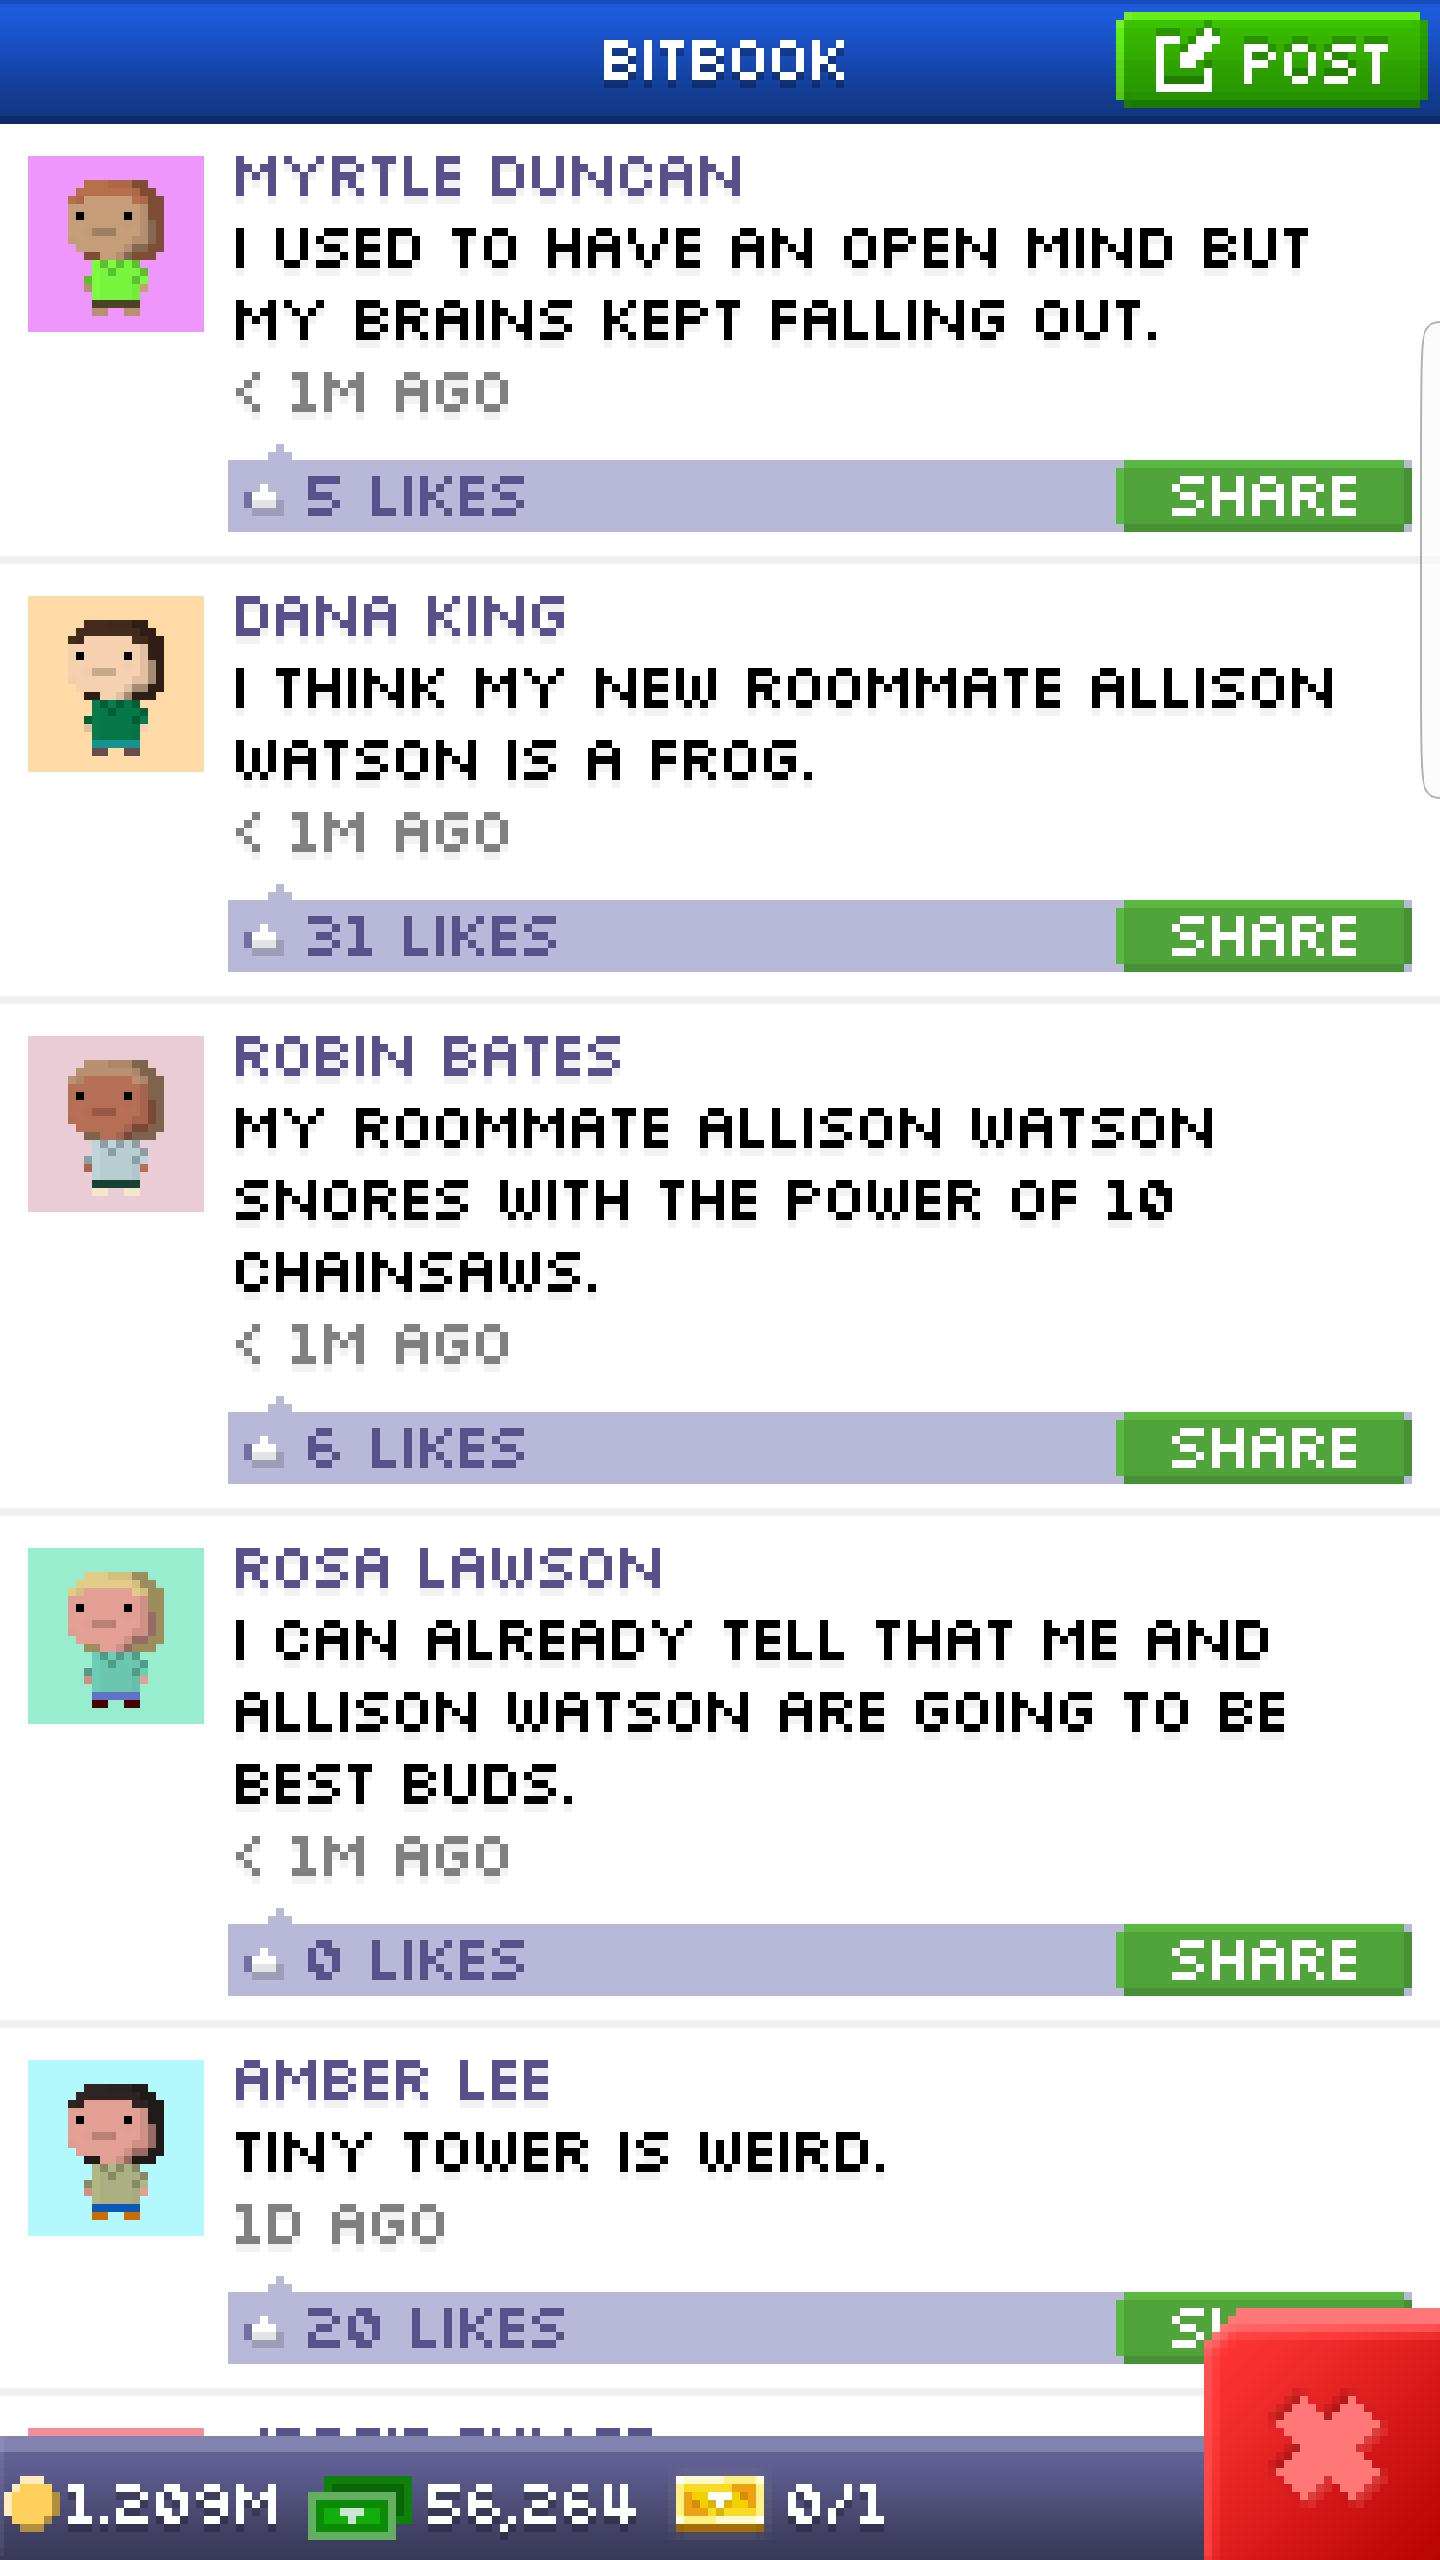 BITBOOK
POST
MYRTLE DUNCAN
I USED TO HAVE AN OPEN MIND BUT
MY BRAINS KEPT FALLING OUT.
< 1M AGO
5 LIKES
SHARE
DANA KING
I THINK MY NEW ROOMMATE ALLISON
WATSON IS A FROG.
< 1M AGO
31 LIKES
SHARE
ROBIN BATES
MY ROOMMATE ALLISON WATSON
SNORES WITH THE POWER OF 10
CHAINSAWS.
< 1M AGO
6 LIKES
SHARE
ROSA LAWSON
I CAN ALREADY TELL THAT ME AND
ALLISON WATSON ARE GOING TO BE
BEST BUDS.
< 1M AGO
0 LIKES
SHARE
AMBER LEE
TINY TOWER IS WEIRD.
1D AGO
20 LIKES
1.209M
56,264
0/1